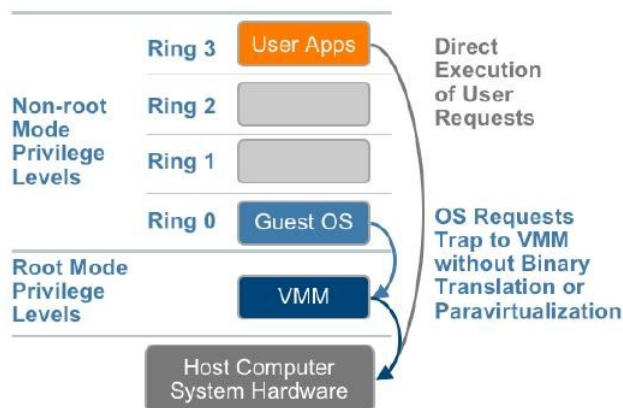 Ring 3
User Apps
Direct
Execution
of User
Requests
Non-root
Mode
Privilege
Levels
Ring 2
Ring 1
Ring 0
Guest OS
OS Requests
Trap to VMM
without Binary
Translation or
Paravirtualization
Root Mode
Privilege
Levels
VMM
Host Computer
System Hardware